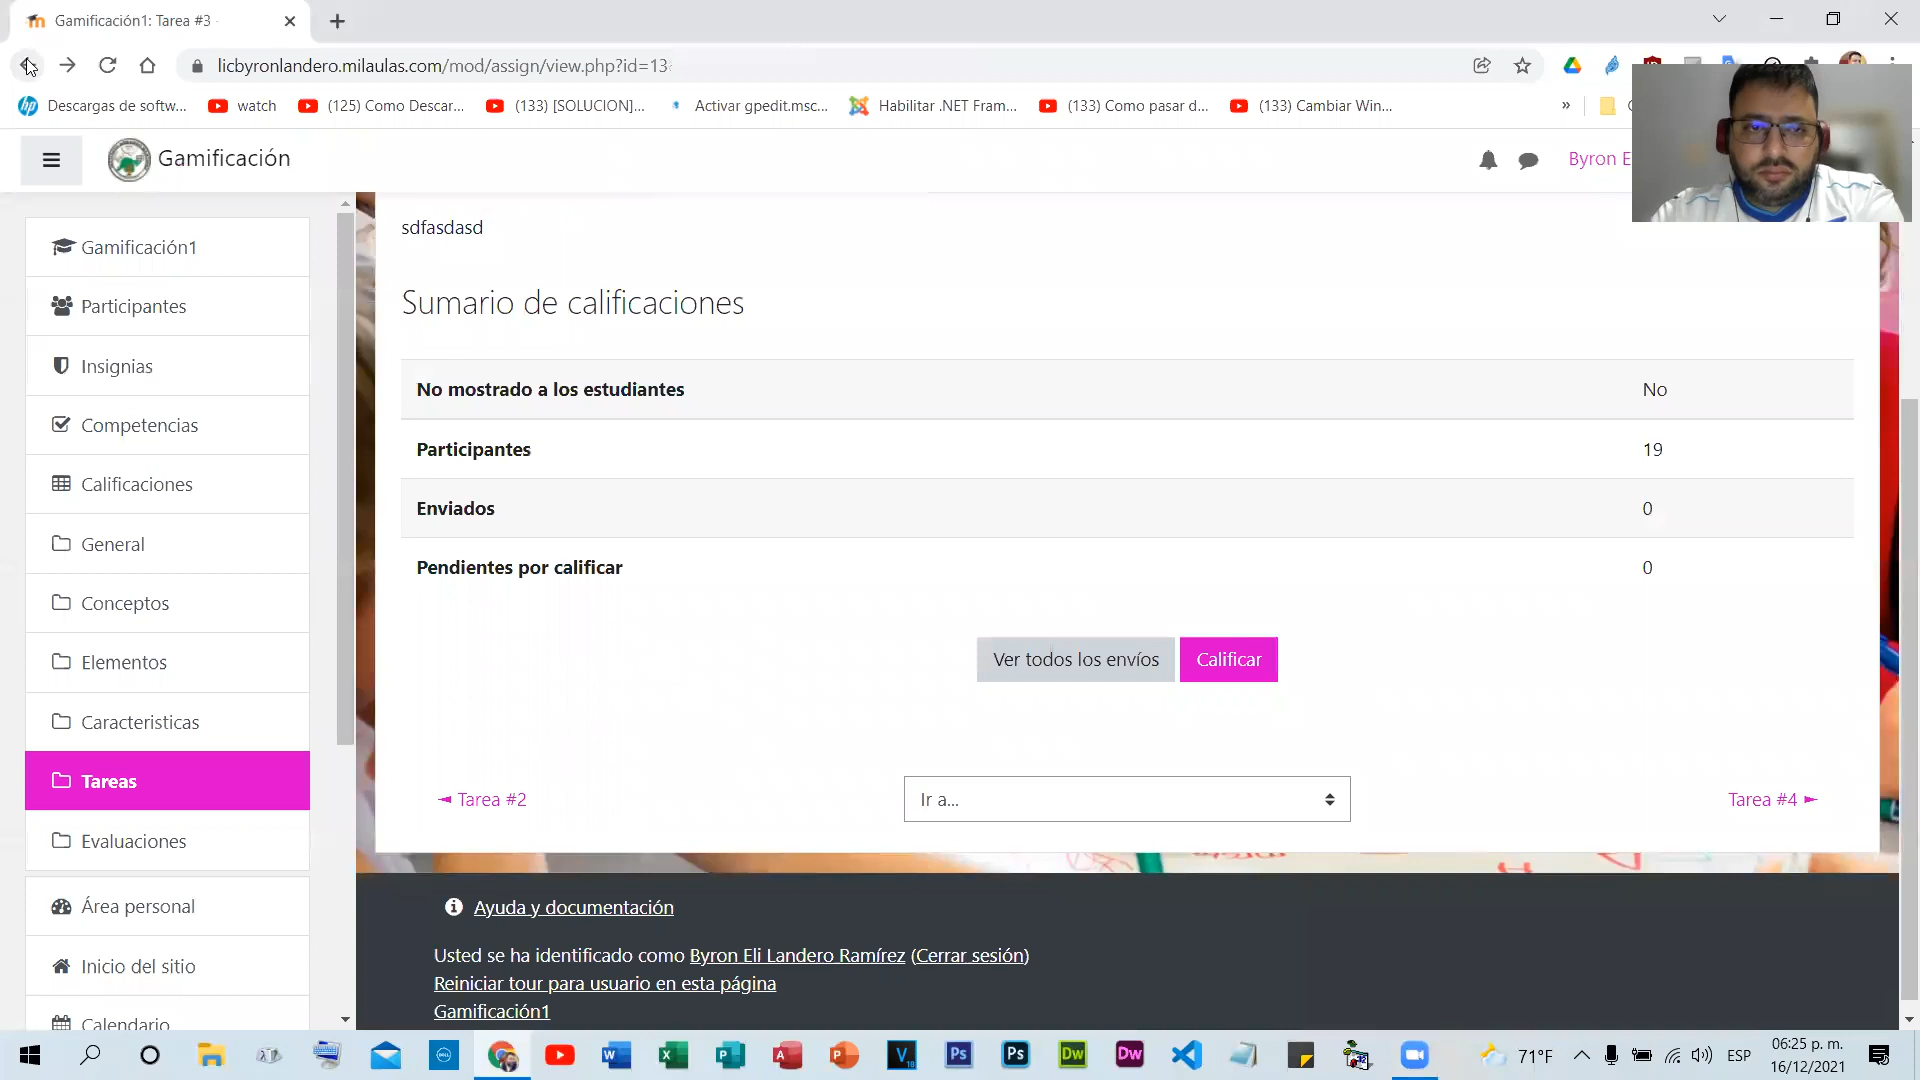 Gamificación1: Tarea #3
licbyronlandero.milaulas.com/mod/assign/view.php?id=13
Descargas de softw...
watch
(125) Como Descar...
(133) [SOLUCION]...
Activar gpedit.msc...
Habilitar .NET Fram...
(133) Como pasar d...
(133) Cambiar Win...
»
Gamificación
Byron E
Gamificación1
Participantes
Insignias
Competencias
Calificaciones
General
Conceptos
Elementos
Caracteristicas
Tareas
Evaluaciones
Área personal
Inicio del sitio
Calendario
sdfasdasd
Sumario de calificaciones
No mostrado a los estudiantes No
Participantes 19
Enviados 0
Pendientes por calificar 0
Ver todos los envíos Calificar
◄ Tarea #2
Ir a...
Tarea #4 ►
Ayuda y documentación
Usted se ha identificado como Byron Eli Landero Ramírez (Cerrar sesión)
Reiniciar tour para usuario en esta página
Gamificación1
71°F
ESP
06:25 p. m.
16/12/2021